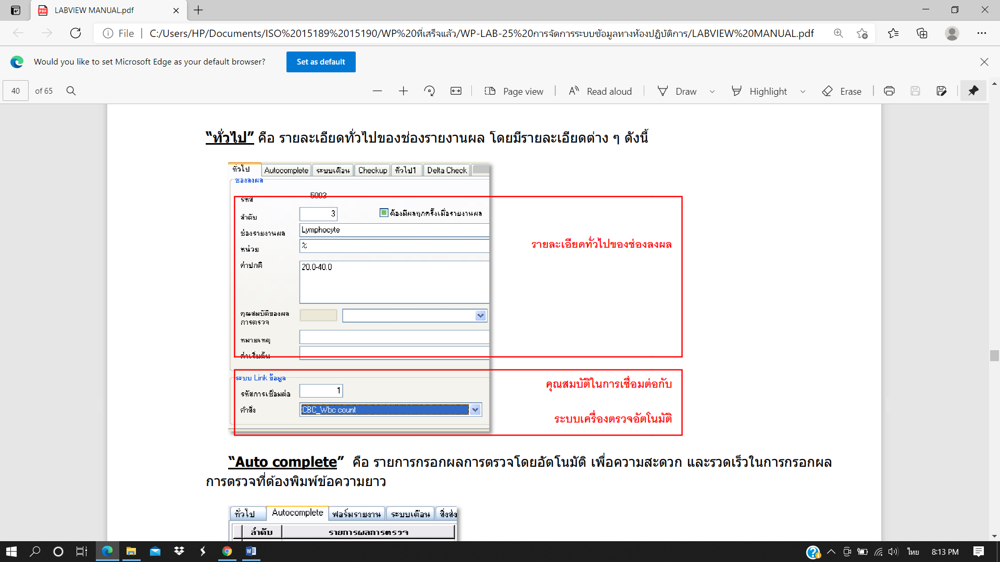 LABVIEW MANUAL.pdf
File
C:/Users/HP/Documents/ISO%2015189%2015190/WP%20ที่เสร็จแล้ว/WP-LAB-25%20การจัดการระบบข้อมูลทางห้องปฏิบัติการ/LABVIEW%20MANUAL.pdf
Would you like to set Microsoft Edge as your default browser?
Set as default
40 of 65
Page view
Read aloud
Draw
Highlight
Erase
“ทั่วไป” คือ รายละเอียดทั่วไปของช่องรายงานผล โดยมีรายละเอียดต่าง ๆ ดังนี้
ทั่วไป Autocomplete ระบบเตือน Checkup ทั่วไป1 Delta Check
ช่องลงผล
รหัส 5003
ลำดับ 3 ต้องมีผลทุกครั้งเมื่อรายงานผล
ช่องรายงานผล Lymphocyte
หน่วย %
ค่าปกติ 20.0-40.0
คุณสมบัติของผล
การตรวจ
หมายเหตุ
ค่าเริ่มต้น
รายละเอียดทั่วไปของช่องลงผล
ระบบ Link ข้อมูล
รหัสการเชื่อมต่อ 1
คำสั่ง CBC_Wbc count
คุณสมบัติในการเชื่อมต่อกับ
ระบบเครื่องตรวจอัตโนมัติ
“Auto complete” คือ รายการกรอกผลการตรวจโดยอัตโนมัติ เพื่อความสะดวก และรวดเร็วในการกรอกผล
การตรวจที่ต้องพิมพ์ข้อความยาว
ทั่วไป Autocomplete ฟอร์มรายงาน ระบบเตือน สิ่งส่ง
ลำดับ รายการผลการตรวจ
ไทย
8:13 PM